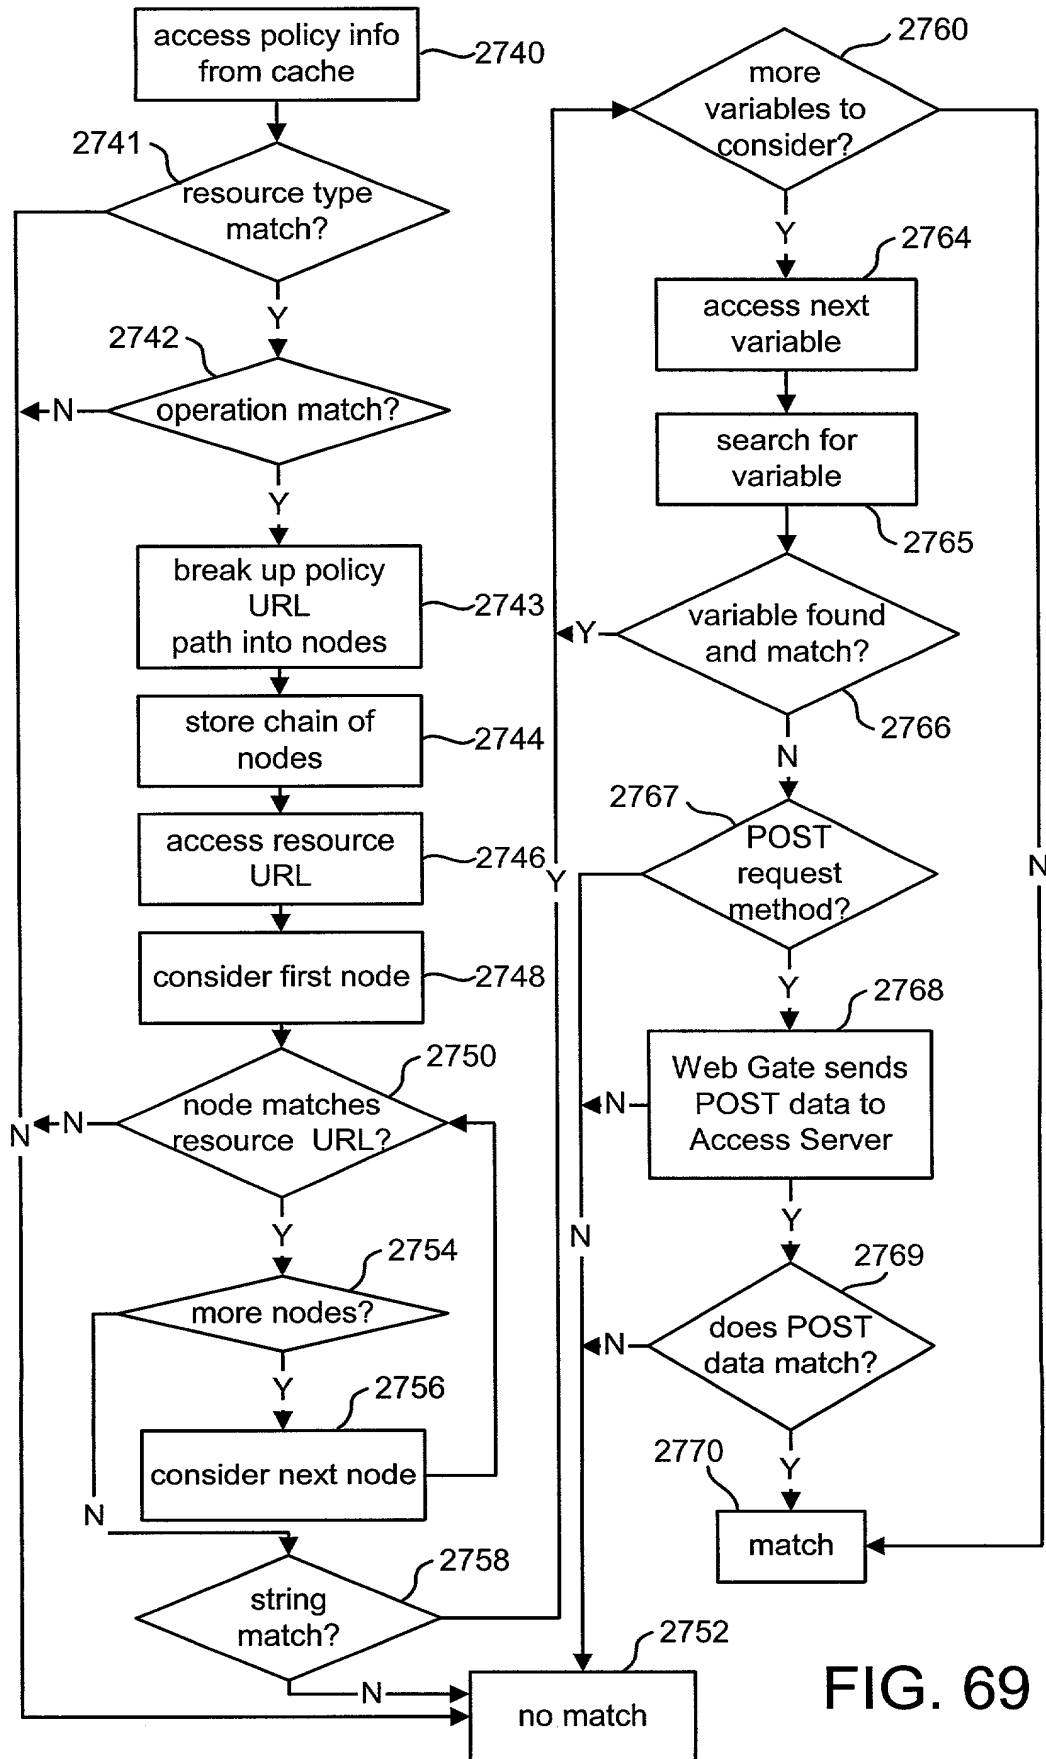 access policy info
from cache
2740
2741
resource type
match?
Y
2742
operation match?
N
Y
break up policy
URL
path into nodes
2743
store chain of
nodes
2744
access resource
URL
2746
consider first node
2748
2750
node matches
resource URL?
N
N
Y
2754
more nodes?
Y
2756
consider next node
N
2758
string
match?
N
Y
2760
more
variables to
consider?
Y
N
2764
access next
variable
search for
variable
2765
variable found
and match?
Y
2766
N
2767
POST
request
method?
Y
2768
Web Gate sends
POST data to
Access Server
N
Y
N
2769
does POST
data match?
N
Y
2770
match
2752
no match
FIG. 69